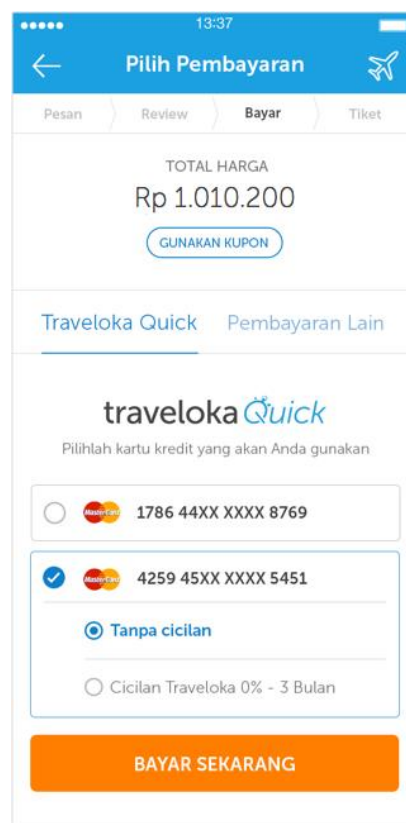 13:37
Pilih Pembayaran
Pesan Review Bayar Tiket
TOTAL HARGA
Rp 1.010.200
GUNAKAN KUPON
Traveloka Quick Pembayaran Lain
traveloka Quick
Pilihlah kartu kredit yang akan Anda gunakan
MasterCard 1786 44XX XXXX 8769
MasterCard 4259 45XX XXXX 5451
Tanpa cicilan
Cicilan Traveloka 0% - 3 Bulan
BAYAR SEKARANG